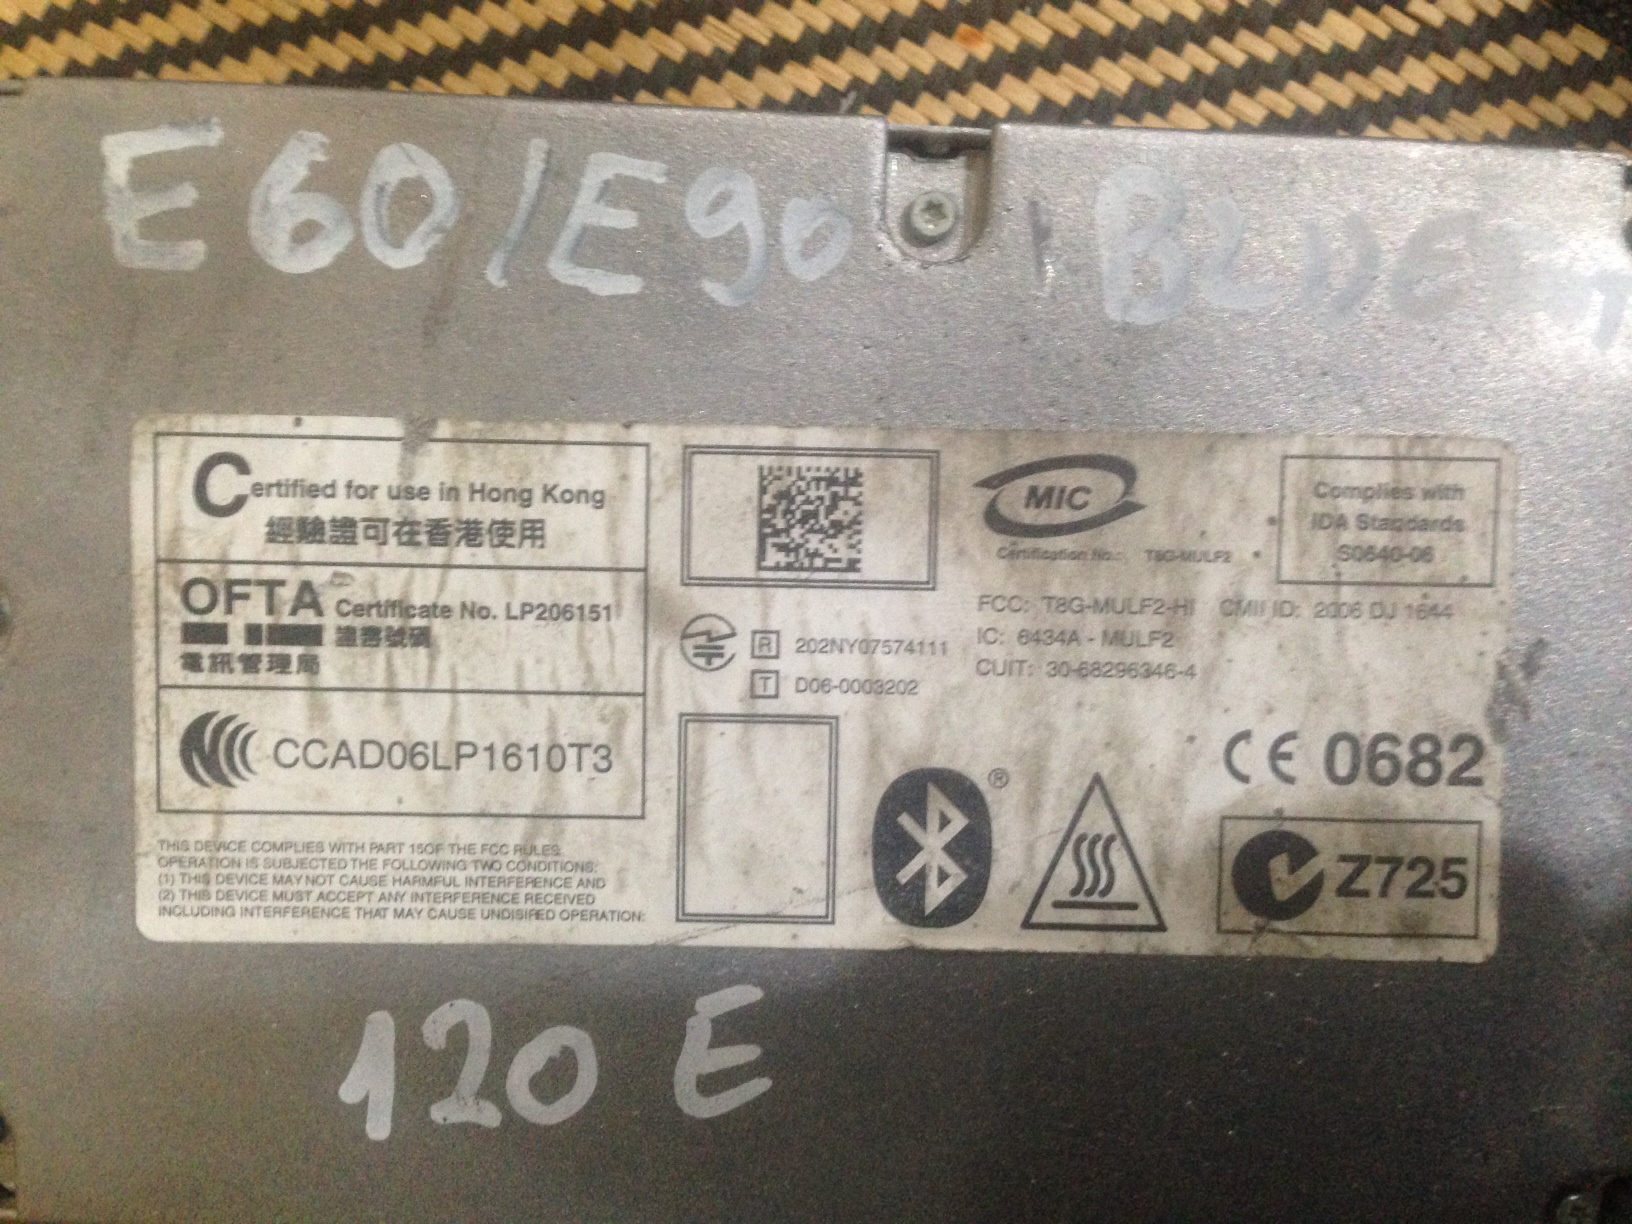 E60/E90
Certified for use in Hong Kong
經驗證可在香港使用
OFTA Certificate No. LP206151
證書號碼
電訊管理局
CCAD06LP1610T3
THIS DEVICE COMPLIES WITH PART 15OF THE FCC RULES.
OPERATION IS SUBJECTED THE FOLLOWING TWO CONDITIONS:
(1) THIS DEVICE MAY NOT CAUSE HARMFUL INTERFERENCE AND
(2) THIS DEVICE MUST ACCEPT ANY INTERFERENCE RECEIVED
INCLUDING INTERFERENCE THAT MAY CAUSE UNDISIRED OPERATION:
R 202NY07574111
T D06-0003202
MIC
Certification No.: T8G-MULF2
Complies with
IDA Standards
S0640-06
FCC: T8G-MULF2-HI CMII ID: 2006 DJ 1644
IC: 6434A - MULF2
CUIT: 30-68296346-4
®
CE 0682
Z725
120 E